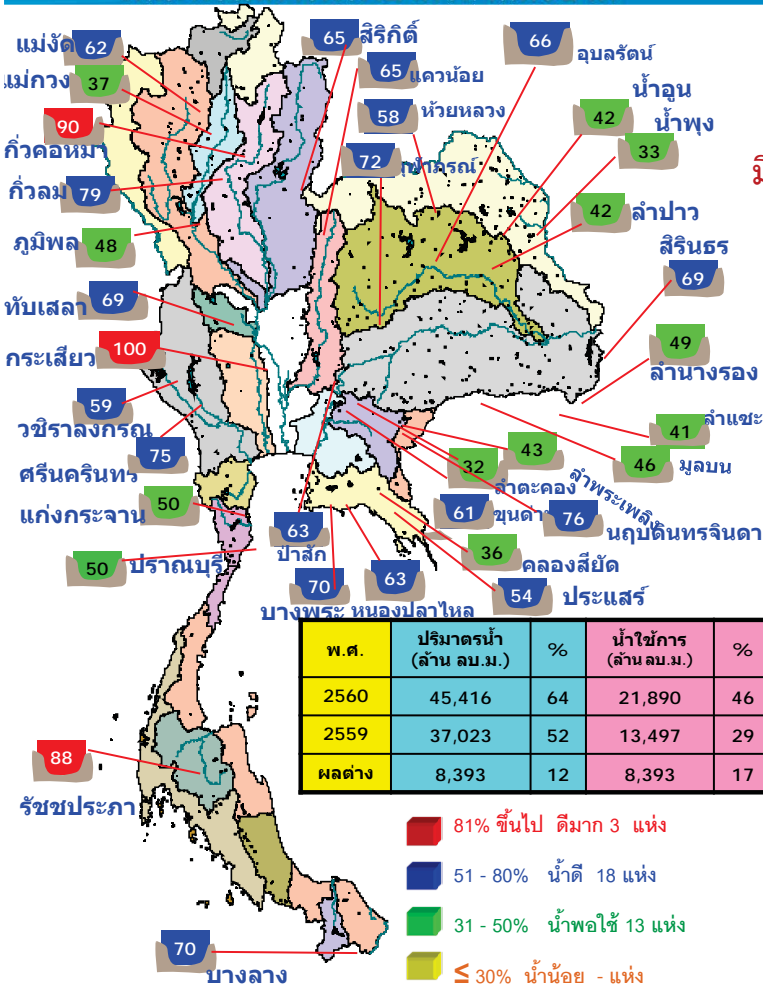 แม่งัด 62
แม่กวง 37
90
กิ่วคอหมา
กิ่วลม 79
ภูมิพล 48
ทับเสลา 69
กระเสียว 100
59
วชิราลงกรณ
75
ศรีนครินทร
แก่งกระจาน 50
50 ปราณบุรี
65 สิริกิติ์
65 แควน้อย
58 ห้วยหลวง
72
66 อุบลรัตน์
น้ำอูน
42 น้ำพุง
33
42 ลำปาว
สิรินธร
69
49
ลำนางรอง
41 ลำแซะ
46 มูลบน
43
32
ลำตะคอง
ลำพระเพลิง
61
76 นฤบดินทรจินดา
63
ป่าสัก
36 คลองสียัด
70
บางพระ
63
หนองปลาไหล
54 ประแสร์
พ.ศ. ปริมาตรน้ำ (ล้าน ลบ.ม.) % น้ำใช้การ (ล้าน ลบ.ม.) %
2560 45,416 64 21,890 46
2559 37,023 52 13,497 29
ผลต่าง 8,393 12 8,393 17
88
รัชชประภา
70
บางลาง
81% ขึ้นไป ดีมาก 3 แห่ง
51 - 80% น้ำดี 18 แห่ง
31 - 50% น้ำพอใช้ 13 แห่ง
≤ 30% น้ำน้อย - แห่ง